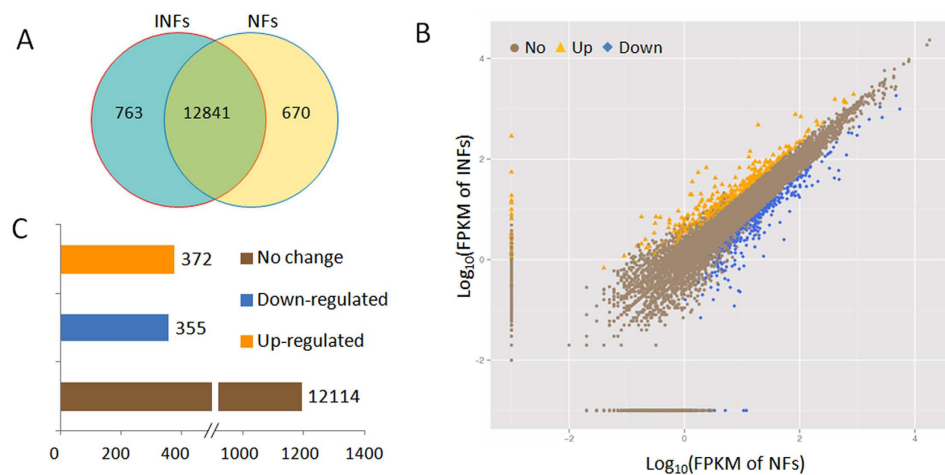 A
INFs
NFs
763
12841
670
B
No
Up
Down
4
2
0
−2
−2
0
2
4
Log10(FPKM of INFs)
Log10(FPKM of NFs)
C
372
355
12114
No change
Down-regulated
Up-regulated
0
200
400
1000
1200
1400